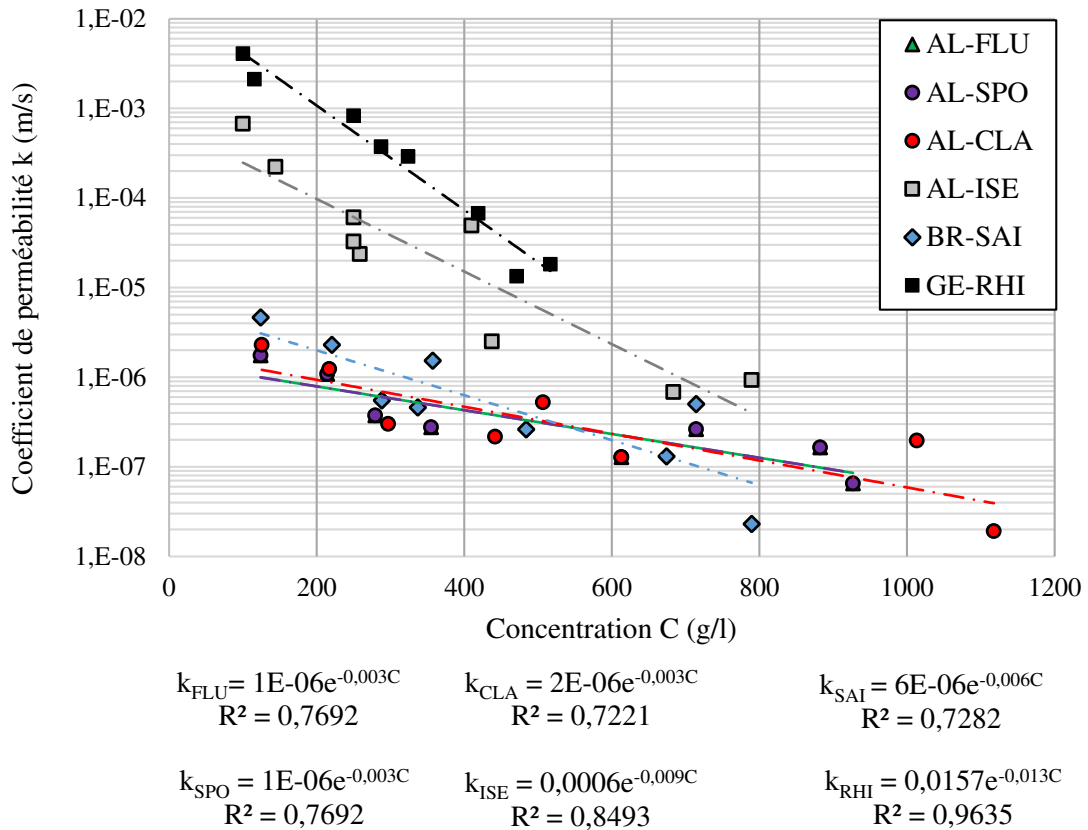 1,E-02
1,E-03
1,E-04
1,E-05
1,E-06
1,E-07
1,E-08
Coefficient de perméabilité k (m/s)
AL-FLU
AL-SPO
AL-CLA
AL-ISE
BR-SAI
GE-RHI
0 200 400 600 800 1000 1200
Concentration C (g/l)
kFLU= 1E-06e-0,003C kCLA = 2E-06e-0,003C kSAI = 6E-06e-0,006C
R² = 0,7692 R² = 0,7221 R² = 0,7282
kSPO = 1E-06e-0,003C kISE = 0,0006e-0,009C kRHI = 0,0157e-0,013C
R² = 0,7692 R² = 0,8493 R² = 0,9635